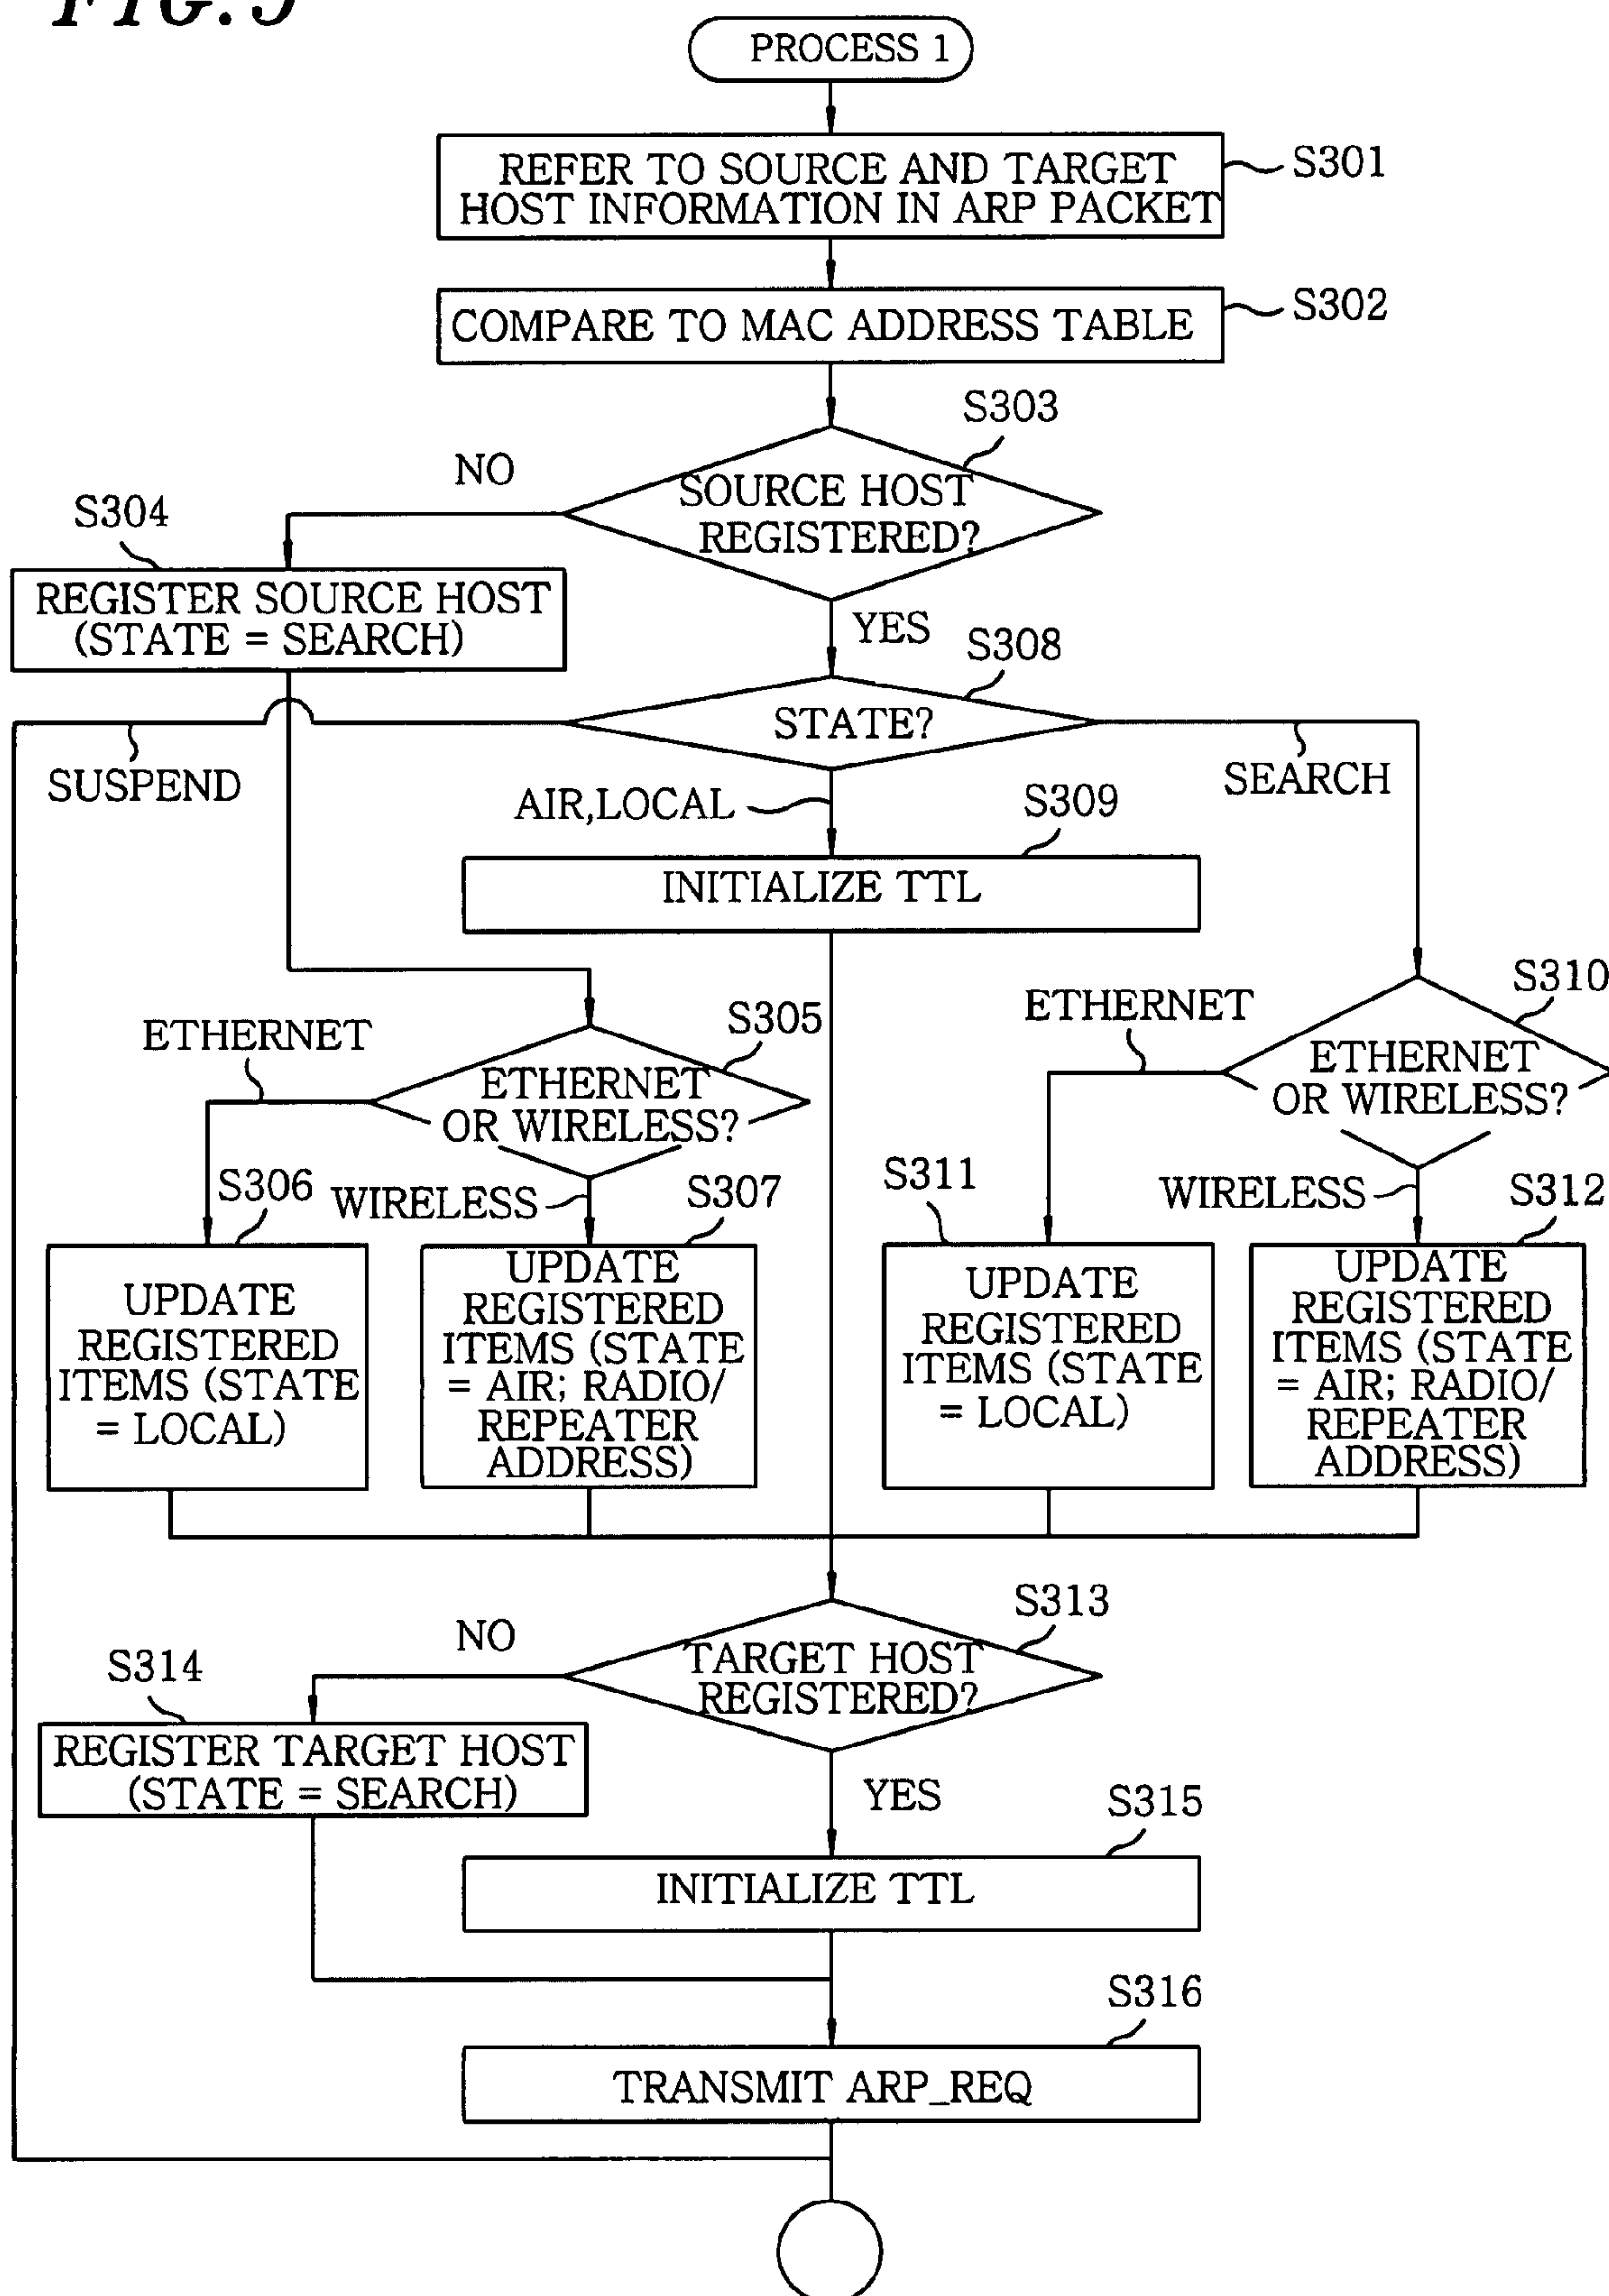 PROCESS 1
REFER TO SOURCE AND TARGET
HOST INFORMATION IN ARP PACKET
S301
COMPARE TO MAC ADDRESS TABLE
S302
S303
NO
SOURCE HOST
REGISTERED?
S304
REGISTER SOURCE HOST
(STATE = SEARCH)
YES
S308
STATE?
SUSPEND
SEARCH
AIR,LOCAL
S309
INITIALIZE TTL
S310
ETHERNET
ETHERNET
OR WIRELESS?
S305
ETHERNET
ETHERNET
OR WIRELESS?
S306
WIRELESS
S307
S311
WIRELESS
S312
UPDATE
REGISTERED
ITEMS (STATE
= LOCAL)
UPDATE
REGISTERED
ITEMS (STATE
= AIR; RADIO/
REPEATER
ADDRESS)
UPDATE
REGISTERED
ITEMS (STATE
= LOCAL)
UPDATE
REGISTERED
ITEMS (STATE
= AIR; RADIO/
REPEATER
ADDRESS)
S313
NO
TARGET HOST
REGISTERED?
S314
REGISTER TARGET HOST
(STATE = SEARCH)
YES
S315
INITIALIZE TTL
S316
TRANSMIT ARP_REQ